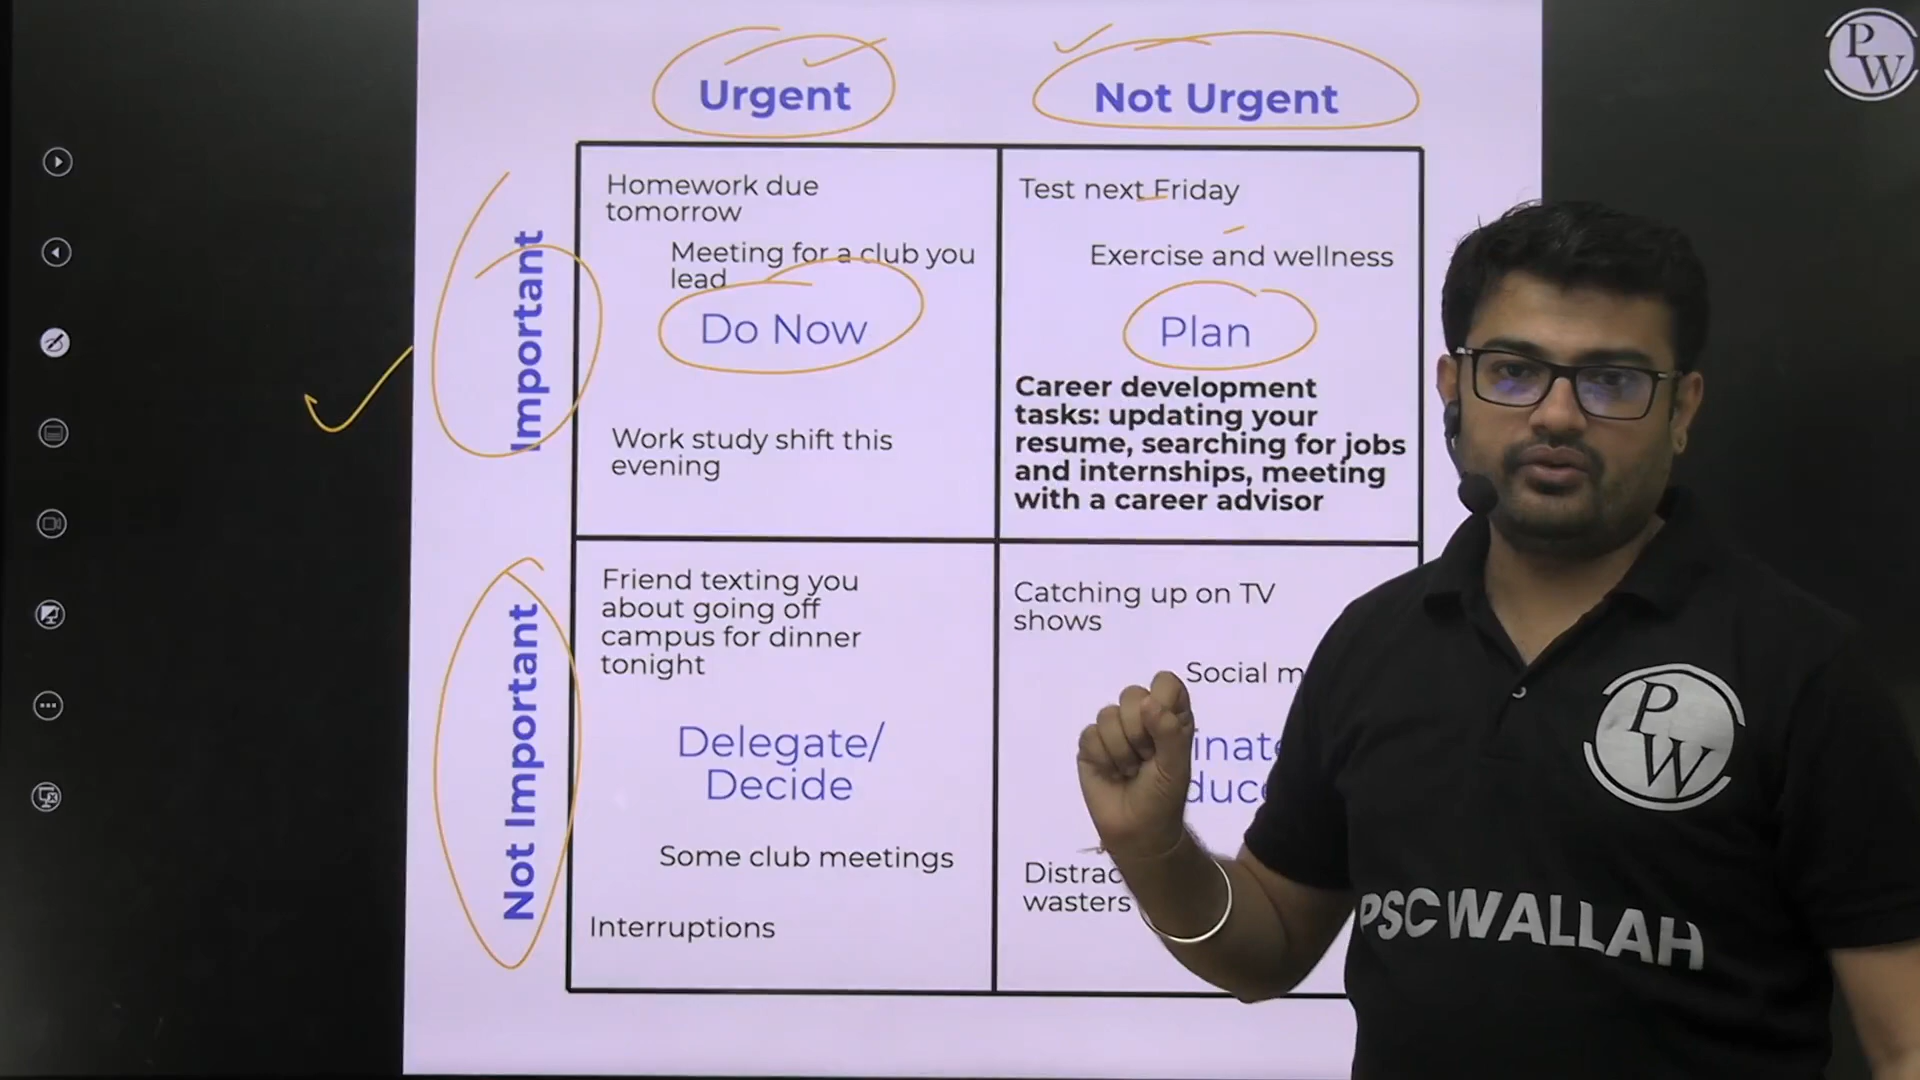 Urgent
Not Urgent
Important
Homework due
tomorrow
Meeting for a club you
lead
Do Now
Work study shift this
evening
Test next Friday
Exercise and wellness
Plan
Career development
tasks: updating your
resume, searching for jobs
and internships, meeting
with a career advisor
Not Important
Friend texting you
about going off
campus for dinner
tonight
Delegate/
Decide
Some club meetings
Interruptions
Catching up on TV
shows
Social
wasters
PW
PW
PSC WALLAH